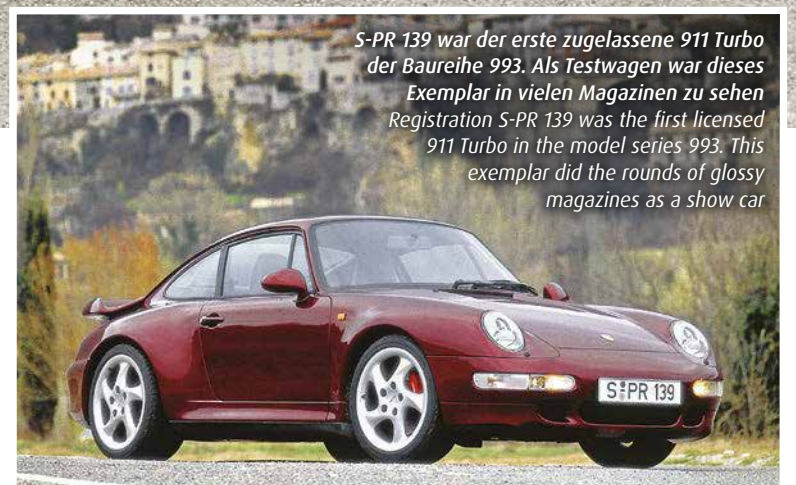 S-PR 139 war der erste zugelassene 911 Turbo
der Baureihe 993. Als Testwagen war dieses
Exemplar in vielen Magazinen zu sehen
Registration S-PR 139 was the first licensed
911 Turbo in the model series 993. This
exemplar did the rounds of glossy
magazines as a show car
S PR 139